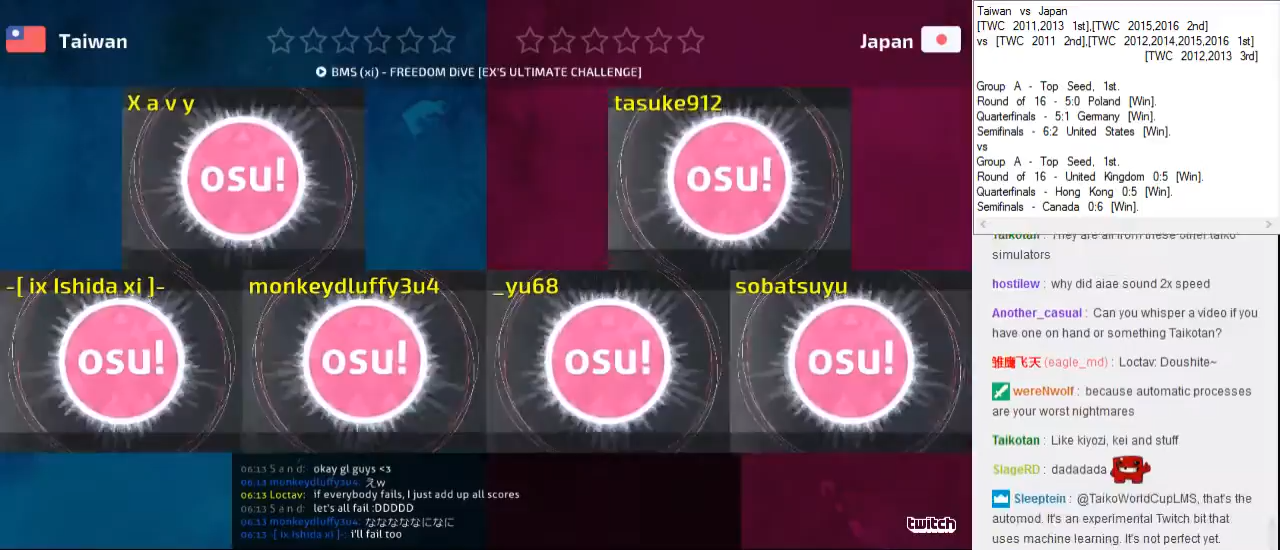 Taiwan
Japan
BMS (xi) - FREEDOM DiVE [EX'S ULTIMATE CHALLENGE]
X a v y
tasuke912
osu!
osu!
-[ ix Ishida xi ]-
monkeydluffy3u4
_yu68
sobatsuyu
osu!
osu!
osu!
osu!
06:13 S a n d: okay gl guys <3
06:13 monkeydluffy3u4: えw
06:13 Loctav: if everybody fails, I just add up all scores
06:13 S a n d: let's all fail :DDDDD
06:13 monkeydluffy3u4: なななななになに
06:13 -[ ix Ishida xi ]-: i'll fail too
twitch
Taiwan vs Japan
[TWC 2011,2013 1st],[TWC 2015,2016 2nd]
vs [TWC 2011 2nd],[TWC 2012,2014,2015,2016 1st]
[TWC 2012,2013 3rd]
Group A - Top Seed, 1st.
Round of 16 - 5:0 Poland [Win].
Quarterfinals - 5:1 Germany [Win].
Semifinals - 6:2 United States [Win].
vs
Group A - Top Seed, 1st.
Round of 16 - United Kingdom 0:5 [Win].
Quarterfinals - Hong Kong 0:5 [Win].
Semifinals - Canada 0:6 [Win].
Taikotan : They are all from these other taiko
simulators
hostilew : why did aiae sound 2x speed
Another_casual : Can you whisper a video if you
have one on hand or something Taikotan?
雏鹰飞天 (eagle_md) : Loctav: Doushite~
wereNwolf : because automatic processes
are your worst nightmares
Taikotan : Like kiyozi, kei and stuff
SlageRD : dadadada
Sleeptein : @TaikoWorldCupLMS, that's the
automod. It's an experimental Twitch bit that
uses machine learning. It's not perfect yet.